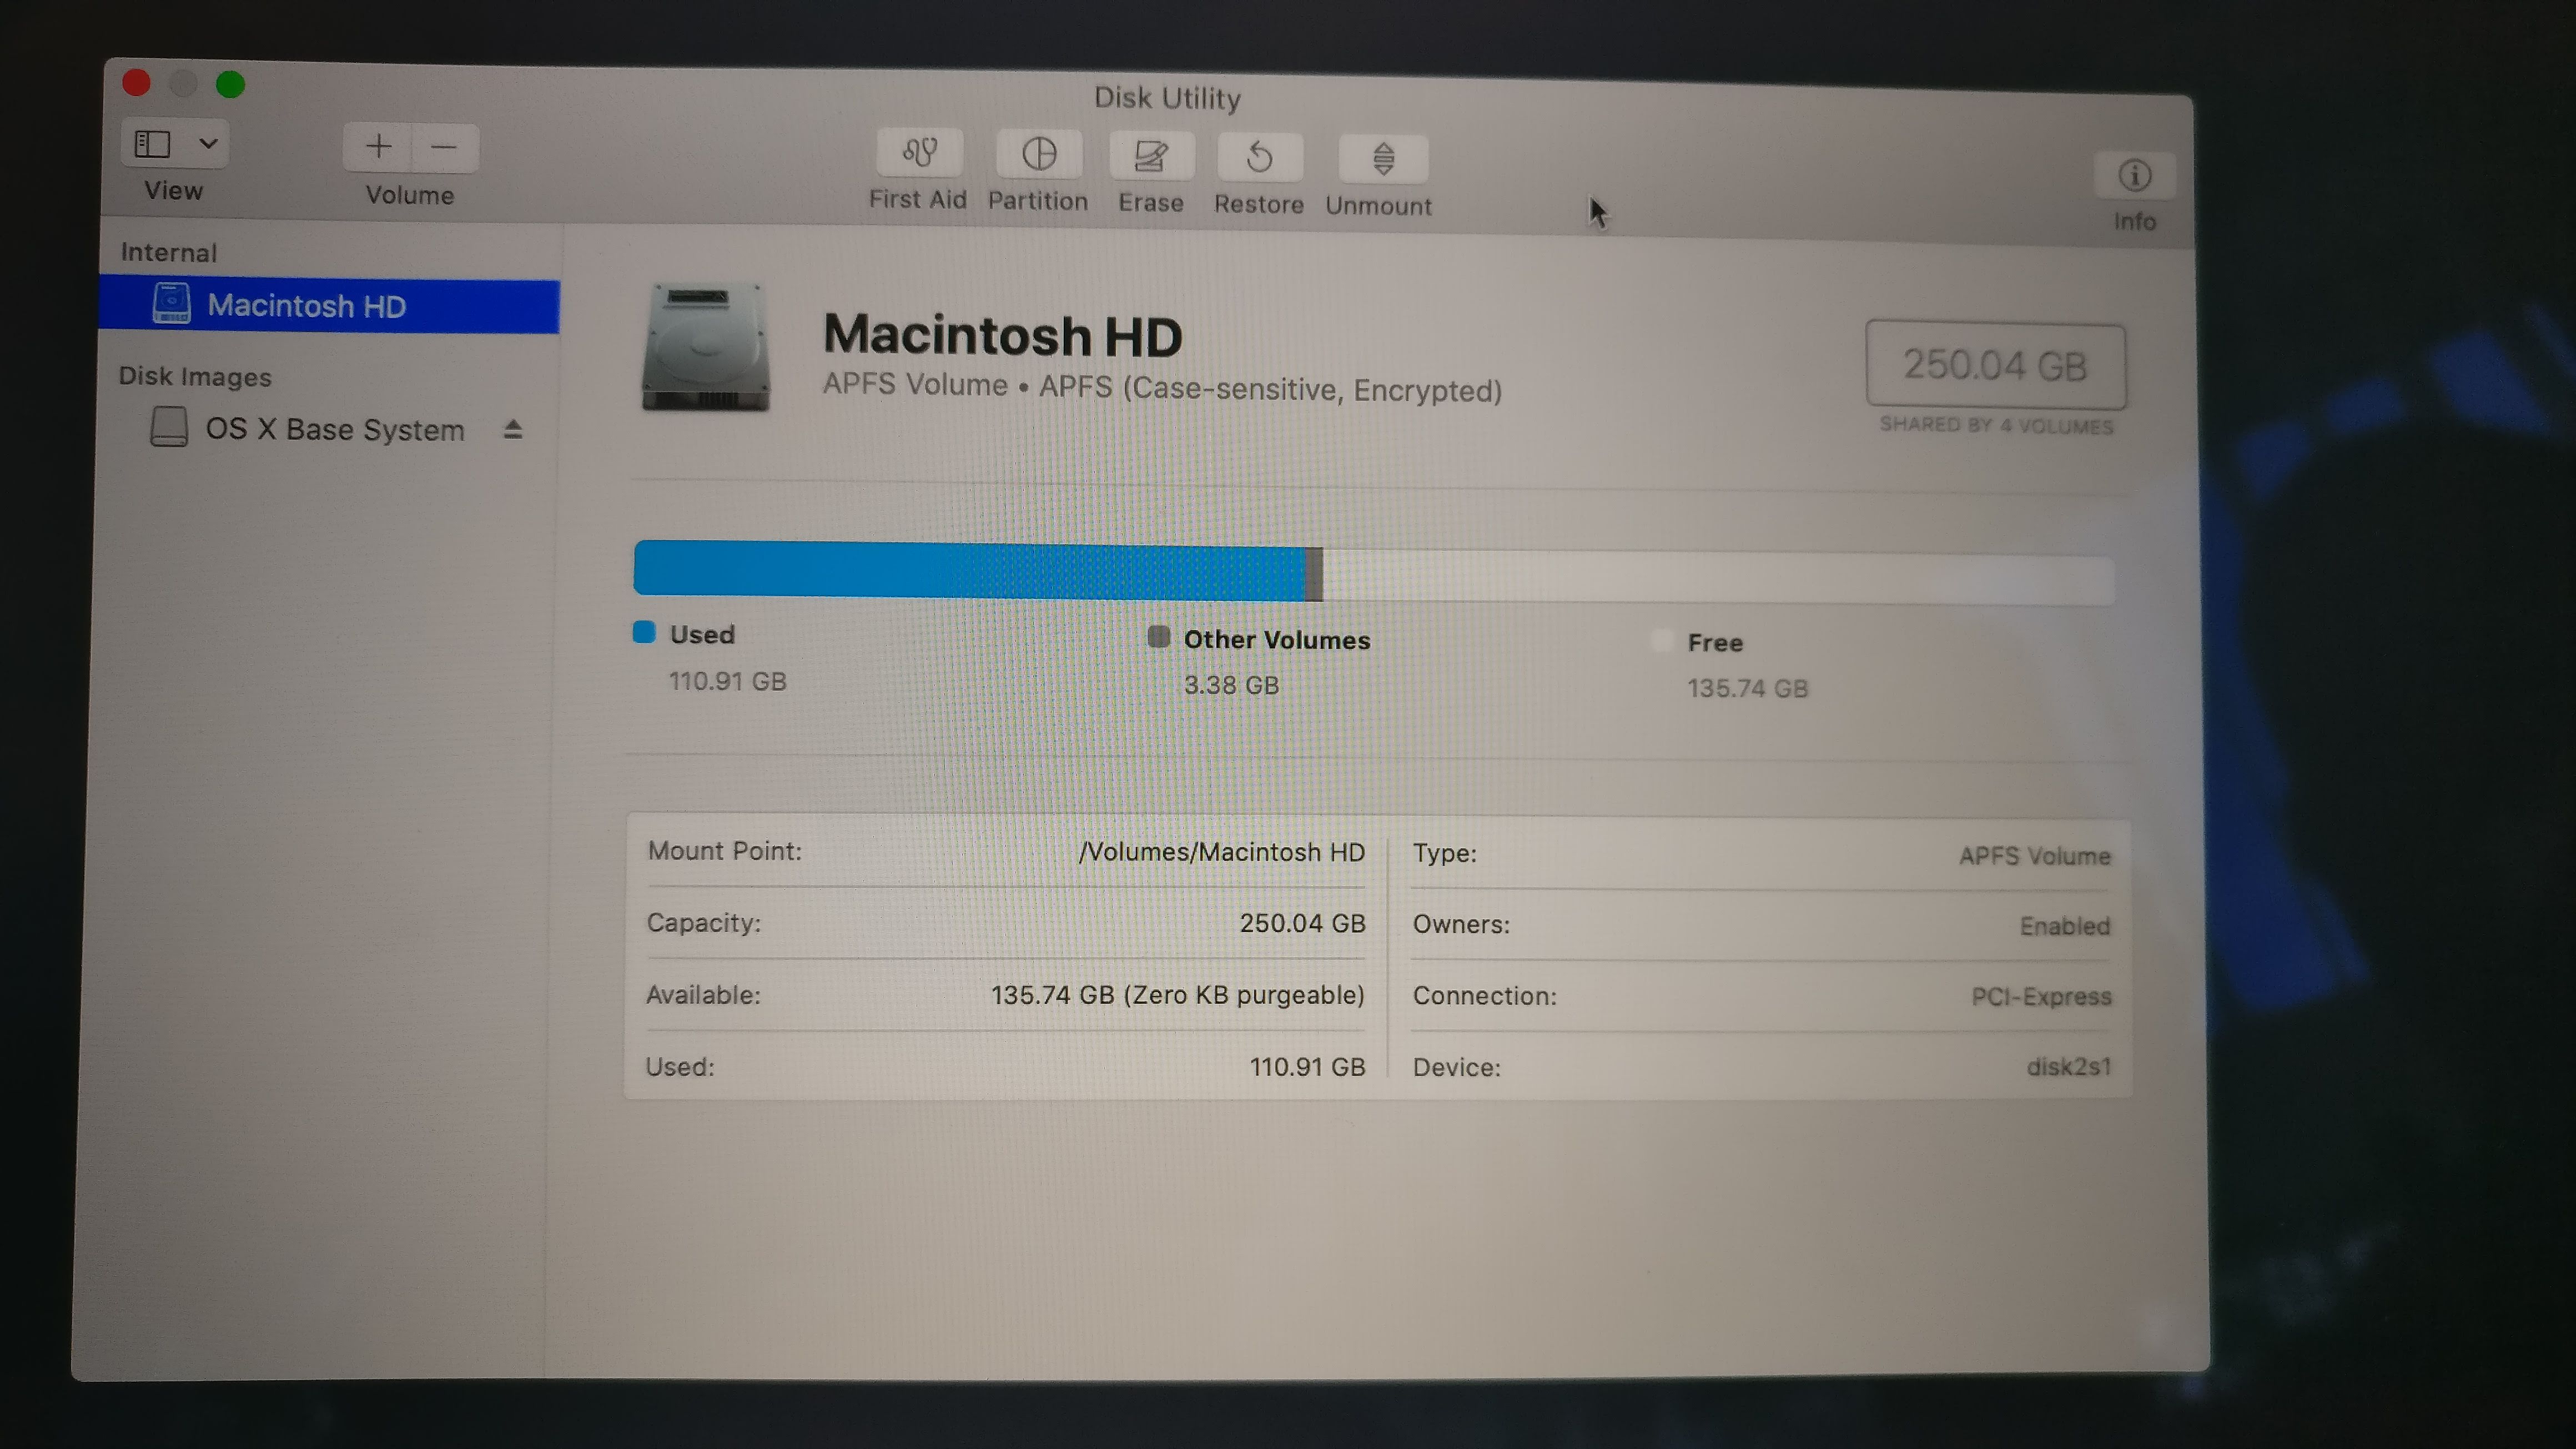 Disk Utility
View
Volume
First Aid
Partition
Erase
Restore
Unmount
Info
Internal
Macintosh HD
Disk Images
OS X Base System
Macintosh HD
APFS Volume • APFS (Case-sensitive, Encrypted)
250.04 GB
SHARED BY 4 VOLUMES
Used
110.91 GB
Other Volumes
3.38 GB
Free
135.74 GB
Mount Point: /Volumes/Macintosh HD
Capacity: 250.04 GB
Available: 135.74 GB (Zero KB purgeable)
Used: 110.91 GB
Type: APFS Volume
Owners: Enabled
Connection: PCI-Express
Device: disk2s1